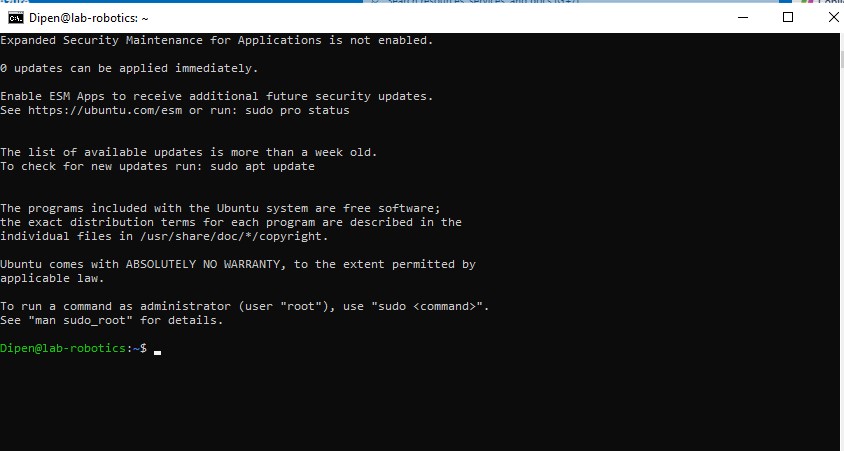 Dipen@lab-robotics: ~
Expanded Security Maintenance for Applications is not enabled.
0 updates can be applied immediately.
Enable ESM Apps to receive additional future security updates.
See https://ubuntu.com/esm or run: sudo pro status
The list of available updates is more than a week old.
To check for new updates run: sudo apt update
The programs included with the Ubuntu system are free software;
the exact distribution terms for each program are described in the
individual files in /usr/share/doc/*/copyright.
Ubuntu comes with ABSOLUTELY NO WARRANTY, to the extent permitted by
applicable law.
To run a command as administrator (user "root"), use "sudo <command>".
See "man sudo_root" for details.
Dipen@lab-robotics:~$